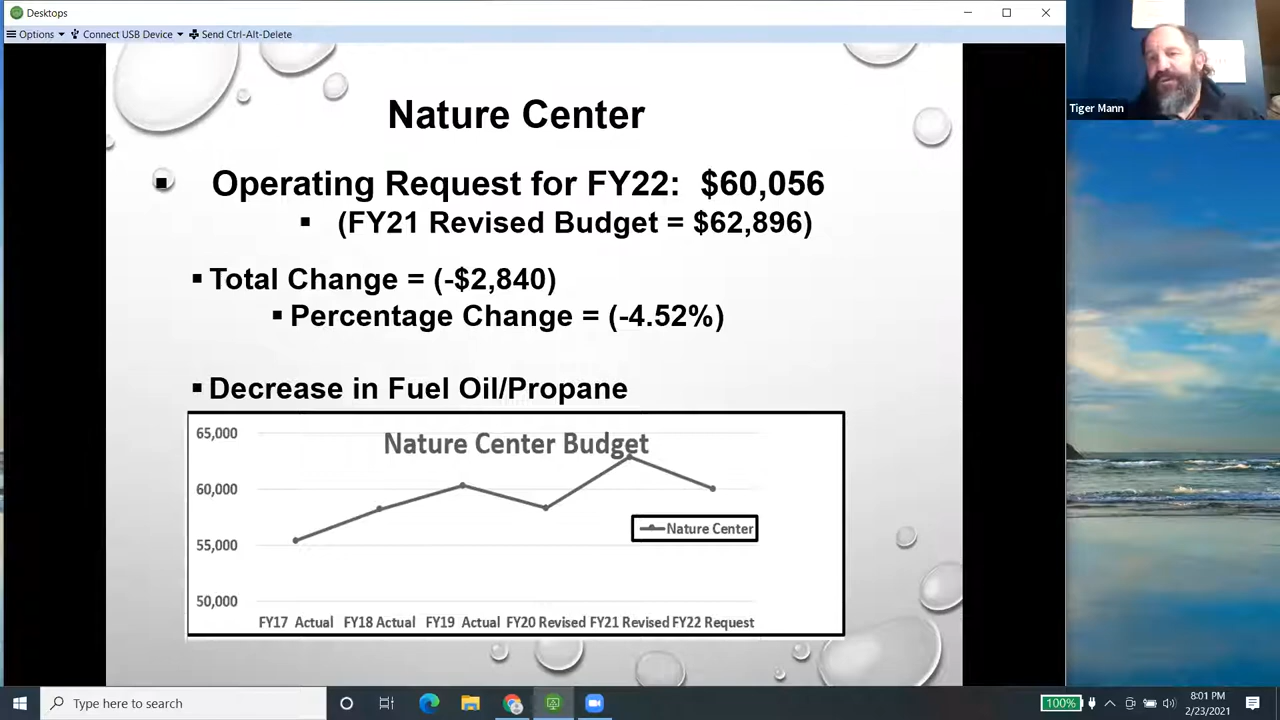 Desktops
Options Connect USB Device Send Ctrl-Alt-Delete
Tiger Mann
Nature Center
▪ Operating Request for FY22: $60,056
▪ (FY21 Revised Budget = $62,896)
▪ Total Change = (-$2,840)
▪ Percentage Change = (-4.52%)
▪ Decrease in Fuel Oil/Propane
Nature Center Budget
65,000
60,000
55,000
50,000
Nature Center
FY17 Actual FY18 Actual FY19 Actual FY20 Revised FY21 Revised FY22 Request
Type here to search
100%
8:01 PM
2/23/2021